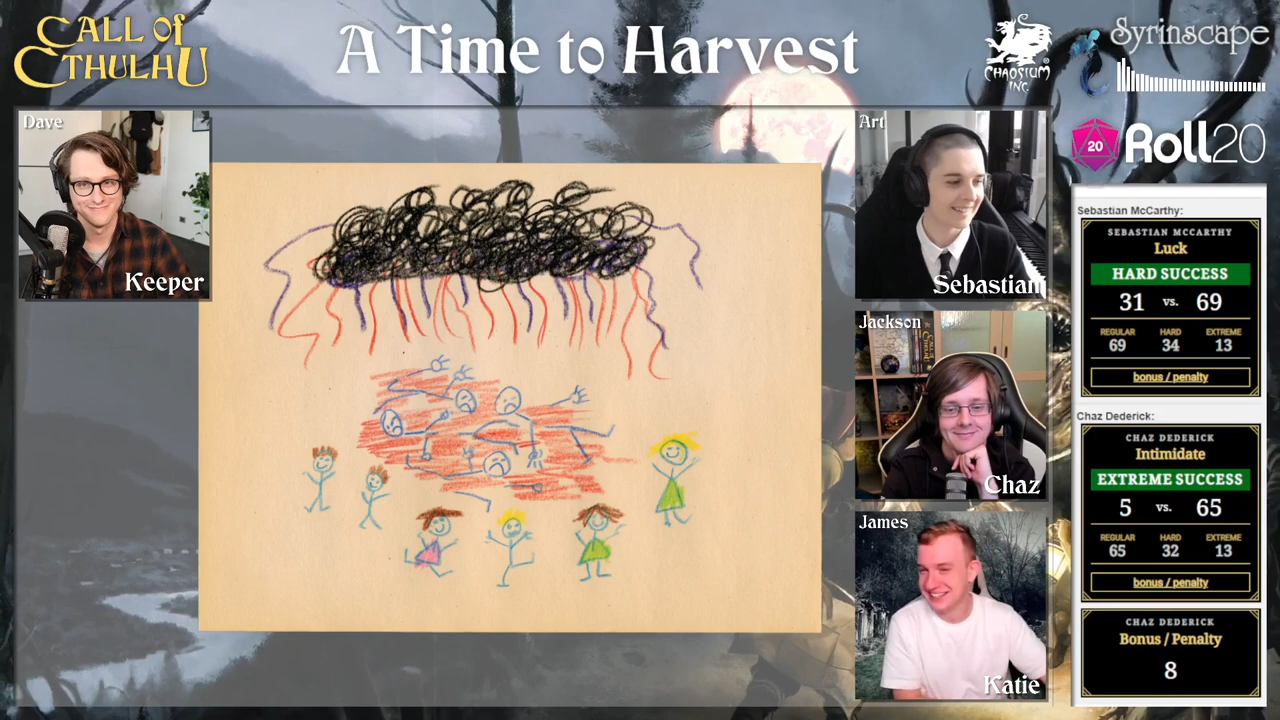 CALL of CTHULHU
A Time to Harvest
CHAOSIUM INC.
Syrinscape
20
Roll20
Dave
Keeper
Art
Sebastian
Jackson
Chaz
James
Katie
Sebastian McCarthy:
SEBASTIAN MCCARTHY
Luck
HARD SUCCESS
31 vs. 69
REGULAR HARD EXTREME
69 34 13
bonus / penalty
Chaz Dederick:
CHAZ DEDERICK
Intimidate
EXTREME SUCCESS
5 vs. 65
REGULAR HARD EXTREME
65 32 13
bonus / penalty
CHAZ DEDERICK
Bonus / Penalty
8